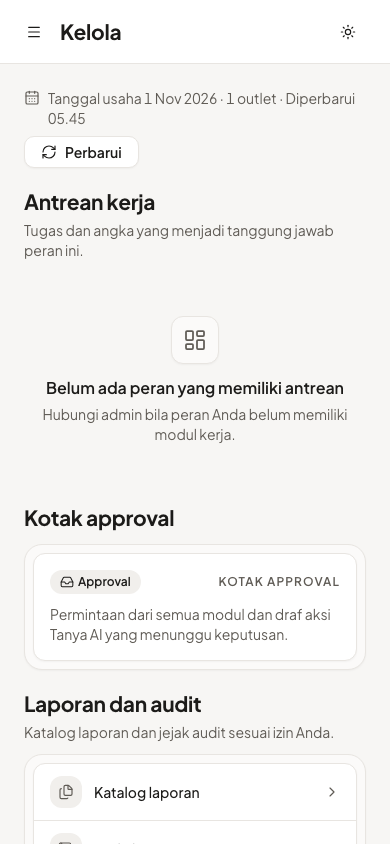 Kelola
Tanggal usaha 1 Nov 2026 · 1 outlet · Diperbarui
05.45
Perbarui
Antrean kerja
Tugas dan angka yang menjadi tanggung jawab
peran ini.
Belum ada peran yang memiliki antrean
Hubungi admin bila peran Anda belum memiliki
modul kerja.
Kotak approval
Approval
KOTAK APPROVAL
Permintaan dari semua modul dan draf aksi
Tanya AI yang menunggu keputusan.
Laporan dan audit
Katalog laporan dan jejak audit sesuai izin Anda.
Katalog laporan